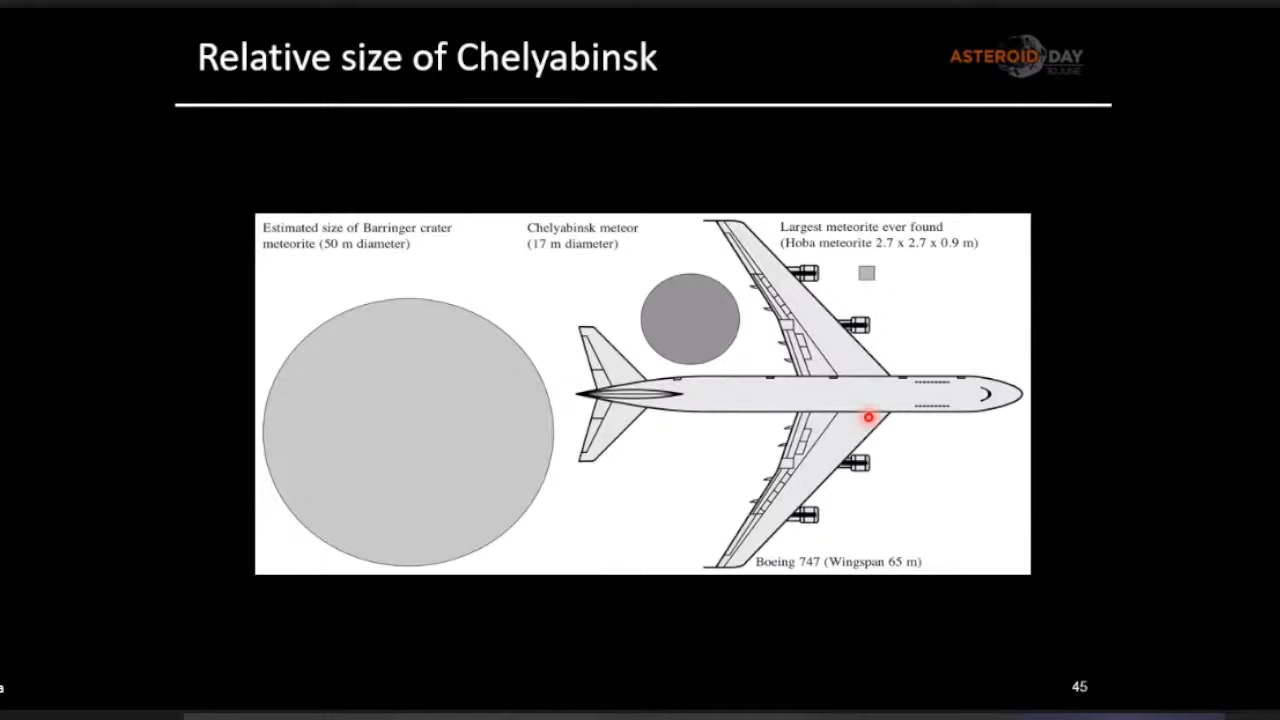 Relative size of Chelyabinsk
ASTEROID DAY
30 JUNE
Estimated size of Barringer crater
meteorite (50 m diameter)
Chelyabinsk meteor
(17 m diameter)
Largest meteorite ever found
(Hoba meteorite 2.7 x 2.7 x 0.9 m)
Boeing 747 (Wingspan 65 m)
a
45